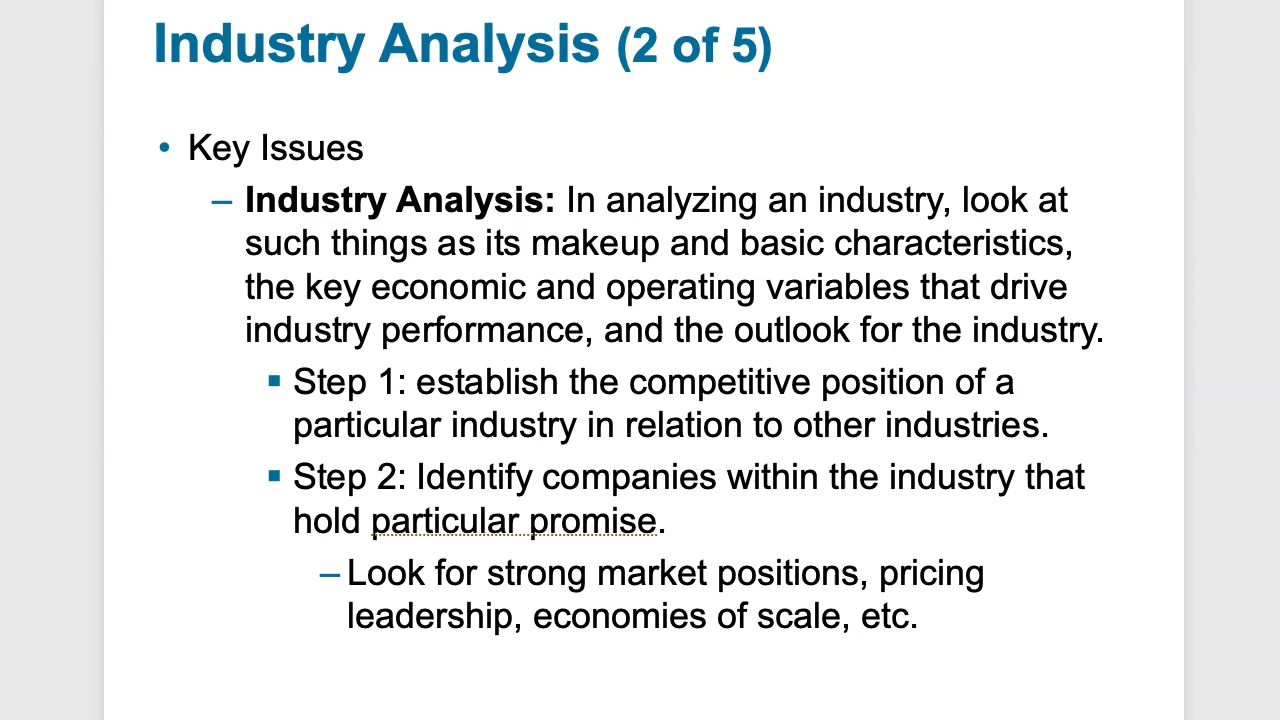 Industry Analysis (2 of 5)
• Key Issues
– Industry Analysis: In analyzing an industry, look at
such things as its makeup and basic characteristics,
the key economic and operating variables that drive
industry performance, and the outlook for the industry.
▪ Step 1: establish the competitive position of a
particular industry in relation to other industries.
▪ Step 2: Identify companies within the industry that
hold particular promise.
– Look for strong market positions, pricing
leadership, economies of scale, etc.